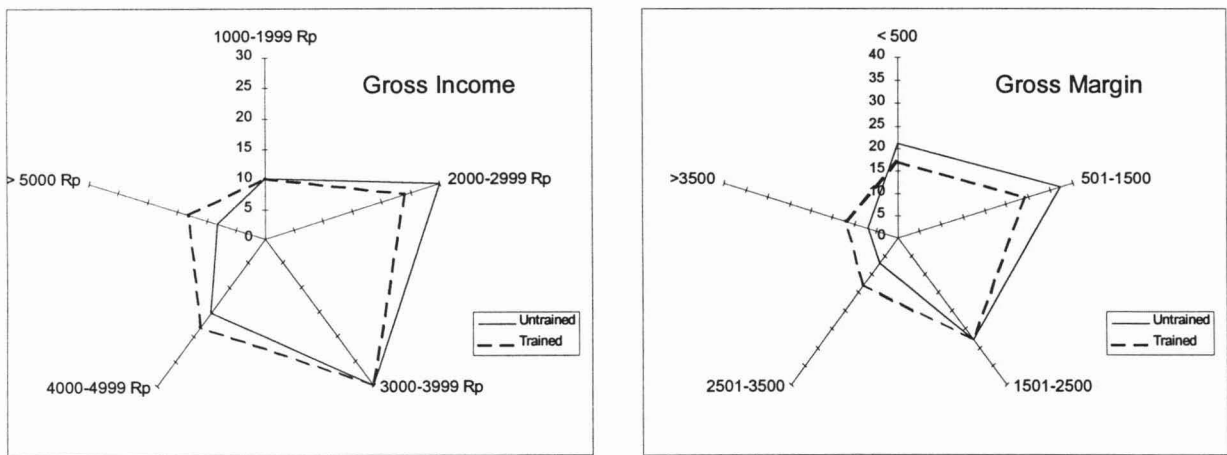 1000-1999 Rp
30
25
20
15
10
5
0
Gross Income
> 5000 Rp
2000-2999 Rp
4000-4999 Rp
3000-3999 Rp
Untrained
Trained
< 500
40
35
30
25
20
15
10
5
0
Gross Margin
>3500
501-1500
2501-3500
1501-2500
Untrained
Trained